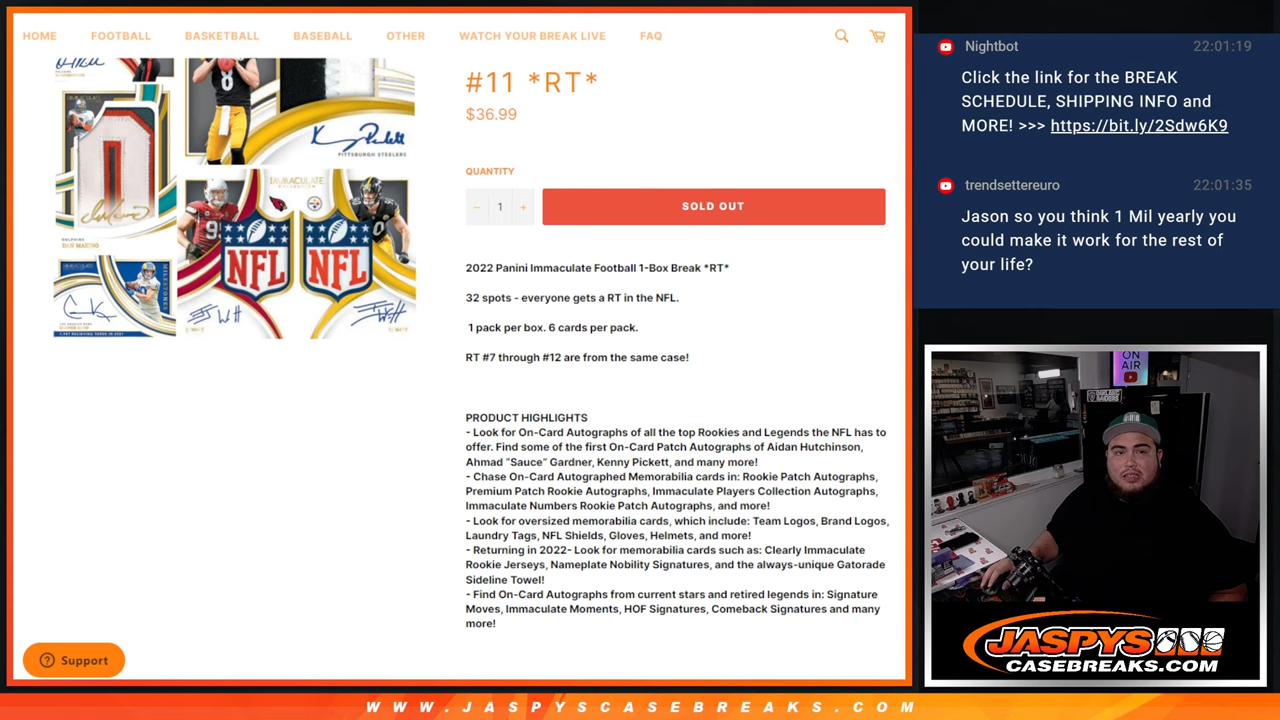 HOME FOOTBALL BASKETBALL BASEBALL OTHER WATCH YOUR BREAK LIVE FAQ
#11 *RT*
$36.99
QUANTITY
− 1 +
SOLD OUT
2022 Panini Immaculate Football 1-Box Break *RT*
32 spots - everyone gets a RT in the NFL.
1 pack per box. 6 cards per pack.
RT #7 through #12 are from the same case!
PRODUCT HIGHLIGHTS
- Look for On-Card Autographs of all the top Rookies and Legends the NFL has to
offer. Find some of the first On-Card Patch Autographs of Aidan Hutchinson,
Ahmad "Sauce" Gardner, Kenny Pickett, and many more!
- Chase On-Card Autographed Memorabilia cards in: Rookie Patch Autographs,
Premium Patch Rookie Autographs, Immaculate Players Collection Autographs,
Immaculate Numbers Rookie Patch Autographs, and more!
- Look for oversized memorabilia cards, which include: Team Logos, Brand Logos,
Laundry Tags, NFL Shields, Gloves, Helmets, and more!
- Returning in 2022- Look for memorabilia cards such as: Clearly Immaculate
Rookie Jerseys, Nameplate Nobility Signatures, and the always-unique Gatorade
Sideline Towel!
- Find On-Card Autographs from current stars and retired legends in: Signature
Moves, Immaculate Moments, HOF Signatures, Comeback Signatures and many
more!
PITTSBURGH STEELERS
IMMACULATE
COLLECTION
DOLPHINS
DAN MARINO
NFL NFL
MILESTONES
Support
Nightbot 22:01:19
Click the link for the BREAK
SCHEDULE, SHIPPING INFO and
MORE! >>> https://bit.ly/2Sdw6K9
trendsettereuro 22:01:35
Jason so you think 1 Mil yearly you
could make it work for the rest of
your life?
ON
AIR
JASPYS
CASEBREAKS.COM
WWW.JASPYSCASEBREAKS.COM